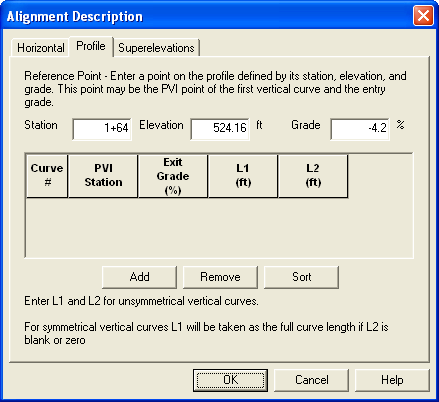 Alignment Description
Horizontal Profile Superelevations
Reference Point - Enter a point on the profile defined by its station, elevation, and
grade. This point may be the PVI point of the first vertical curve and the entry
grade.
Station 1+64 Elevation 524.16 ft Grade -4.2 %
Curve # PVI Station Exit Grade (%) L1 (ft) L2 (ft)
Add Remove Sort
Enter L1 and L2 for unsymmetrical vertical curves.
For symmetrical vertical curves L1 will be taken as the full curve length if L2 is
blank or zero
OK Cancel Help